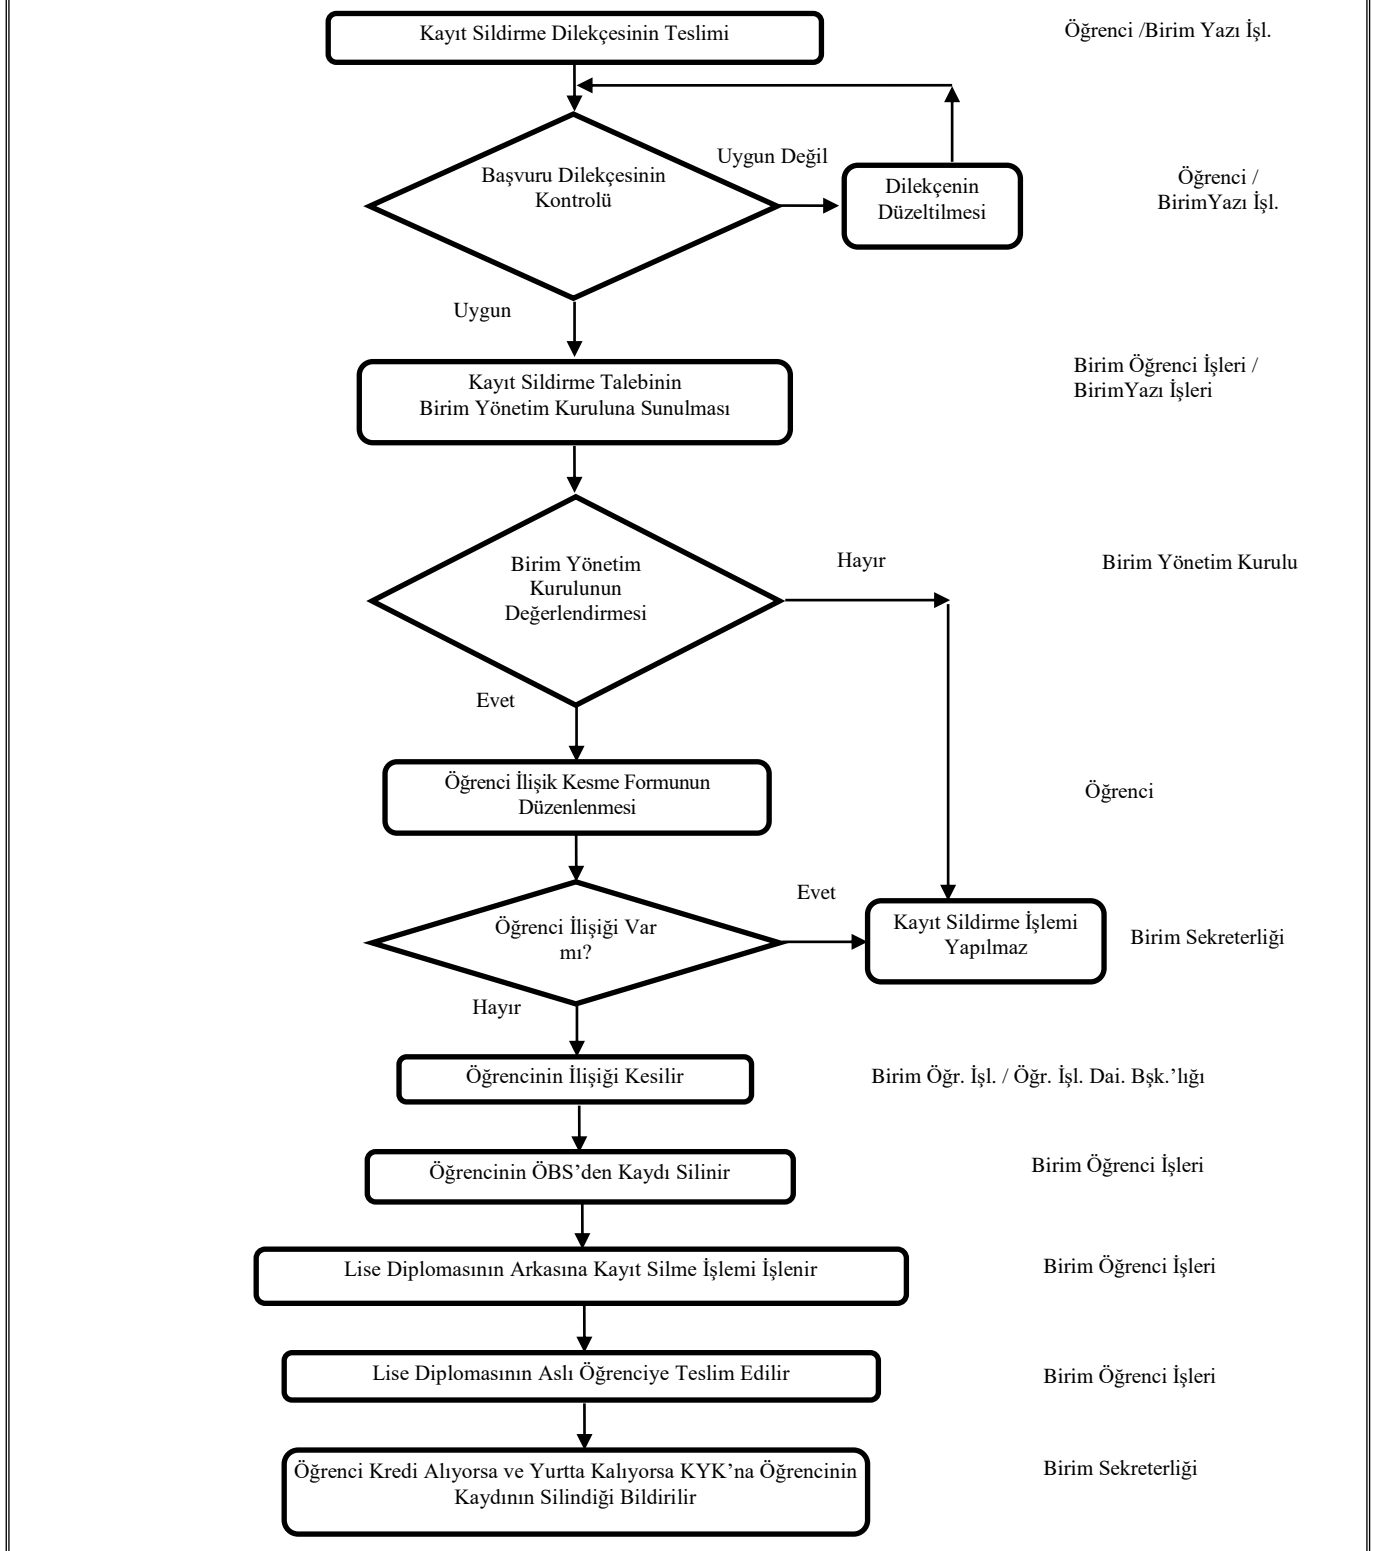 Kayıt Sildirme Dilekçesinin Teslimi
Öğrenci /Birim Yazı İşl.
Başvuru Dilekçesinin
Kontrolü
Uygun Değil
Dilekçenin
Düzeltilmesi
Öğrenci /
BirimYazı İşl.
Uygun
Kayıt Sildirme Talebinin
Birim Yönetim Kuruluna Sunulması
Birim Öğrenci İşleri /
BirimYazı İşleri
Birim Yönetim
Kurulunun
Değerlendirmesi
Hayır
Birim Yönetim Kurulu
Evet
Öğrenci İlişik Kesme Formunun
Düzenlenmesi
Öğrenci
Öğrenci İlişiği Var
mı?
Evet
Kayıt Sildirme İşlemi
Yapılmaz
Birim Sekreterliği
Hayır
Öğrencinin İlişiği Kesilir
Birim Öğr. İşl. / Öğr. İşl. Dai. Bşk.’lığı
Öğrencinin ÖBS’den Kaydı Silinir
Birim Öğrenci İşleri
Lise Diplomasının Arkasına Kayıt Silme İşlemi İşlenir
Birim Öğrenci İşleri
Lise Diplomasının Aslı Öğrenciye Teslim Edilir
Birim Öğrenci İşleri
Öğrenci Kredi Alıyorsa ve Yurtta Kalıyorsa KYK’na Öğrencinin
Kaydının Silindiği Bildirilir
Birim Sekreterliği